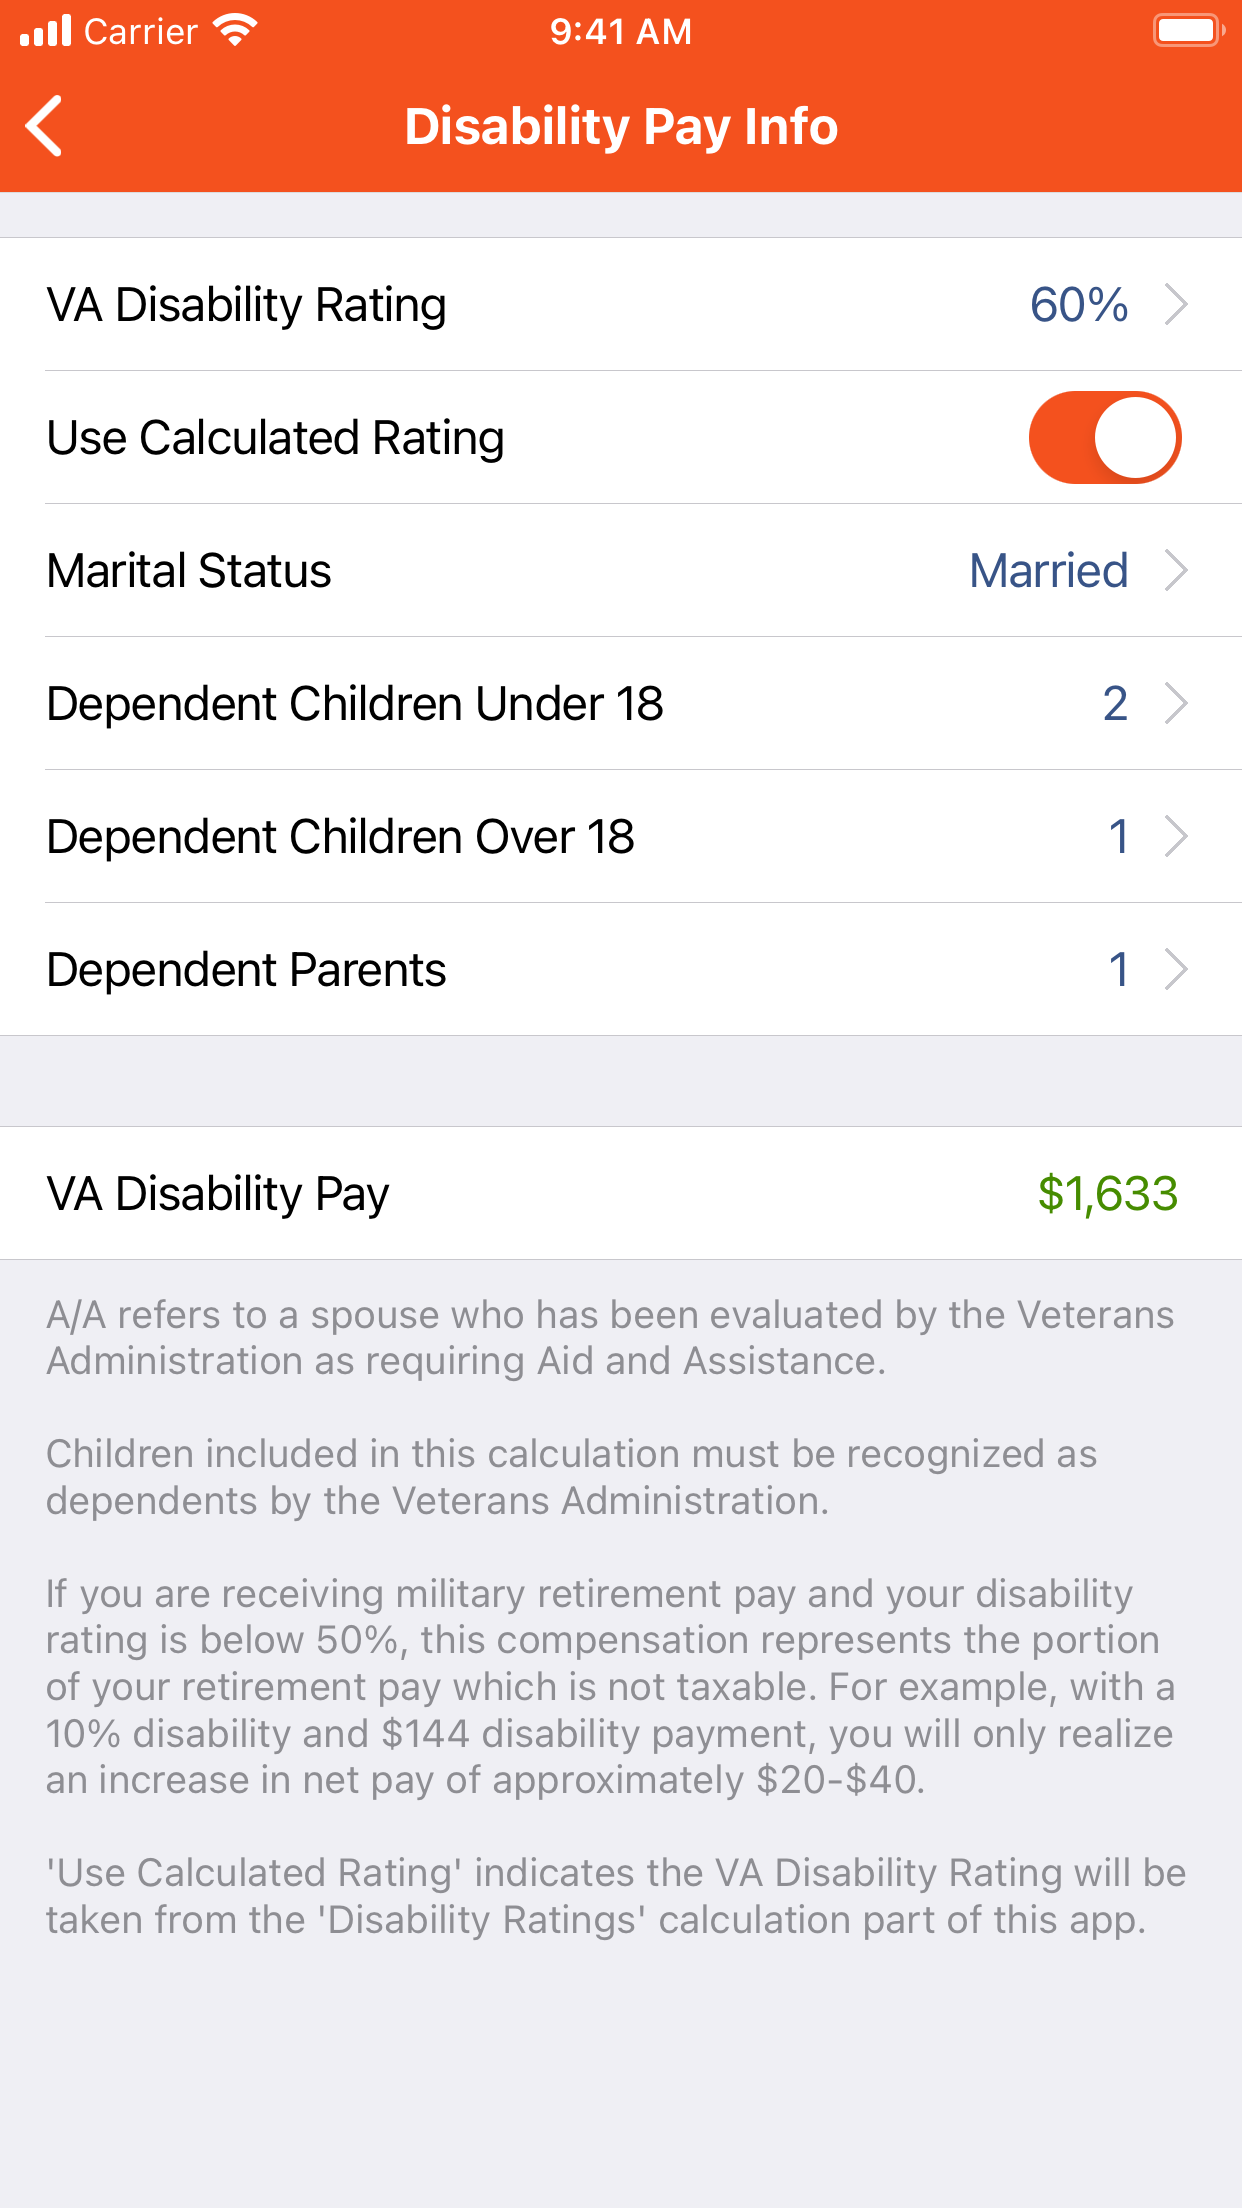 Carrier 9:41 AM
Disability Pay Info
VA Disability Rating 60%
Use Calculated Rating
Marital Status Married
Dependent Children Under 18 2
Dependent Children Over 18 1
Dependent Parents 1
VA Disability Pay $1,633
A/A refers to a spouse who has been evaluated by the Veterans
Administration as requiring Aid and Assistance.
Children included in this calculation must be recognized as
dependents by the Veterans Administration.
If you are receiving military retirement pay and your disability
rating is below 50%, this compensation represents the portion
of your retirement pay which is not taxable. For example, with a
10% disability and $144 disability payment, you will only realize
an increase in net pay of approximately $20-$40.
'Use Calculated Rating' indicates the VA Disability Rating will be
taken from the 'Disability Ratings' calculation part of this app.